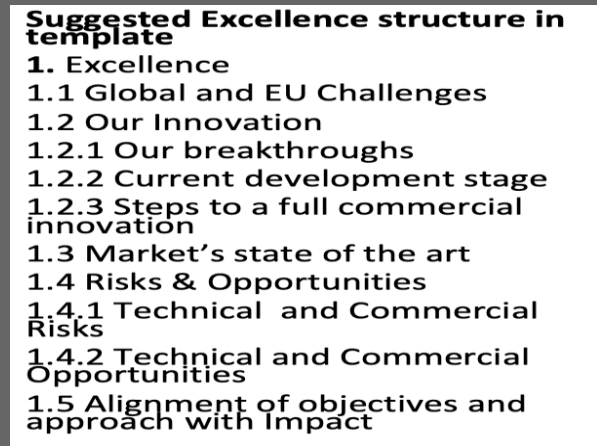 Suggested Excellence structure in
template
1. Excellence
1.1 Global and EU Challenges
1.2 Our Innovation
1.2.1 Our breakthroughs
1.2.2 Current development stage
1.2.3 Steps to a full commercial
innovation
1.3 Market’s state of the art
1.4 Risks & Opportunities
1.4.1 Technical  and Commercial
Risks
1.4.2 Technical and Commercial
Opportunities
1.5 Alignment of objectives and
approach with Impact